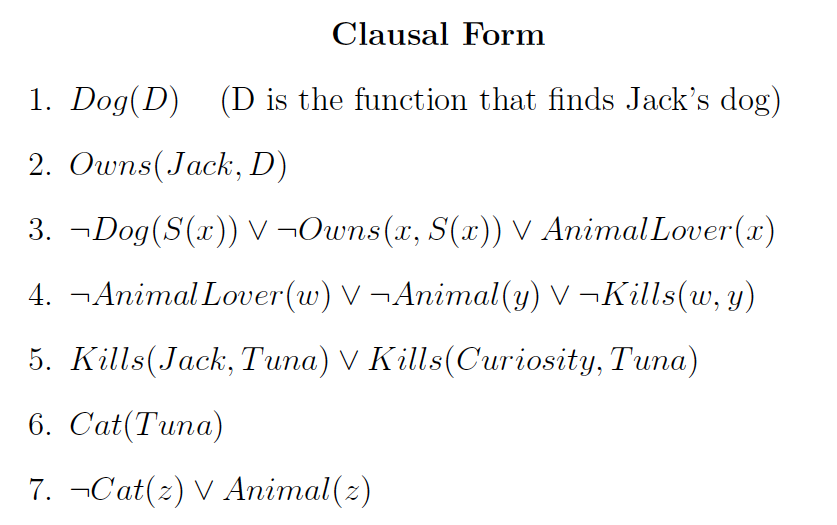 Clausal Form
1. Dog(D) (D is the function that finds Jack's dog)
2. Owns(Jack, D)
3. ¬Dog(S(x)) ∨ ¬Owns(x, S(x)) ∨ AnimalLover(x)
4. ¬AnimalLover(w) ∨ ¬Animal(y) ∨ ¬Kills(w, y)
5. Kills(Jack, Tuna) ∨ Kills(Curiosity, Tuna)
6. Cat(Tuna)
7. ¬Cat(z) ∨ Animal(z)